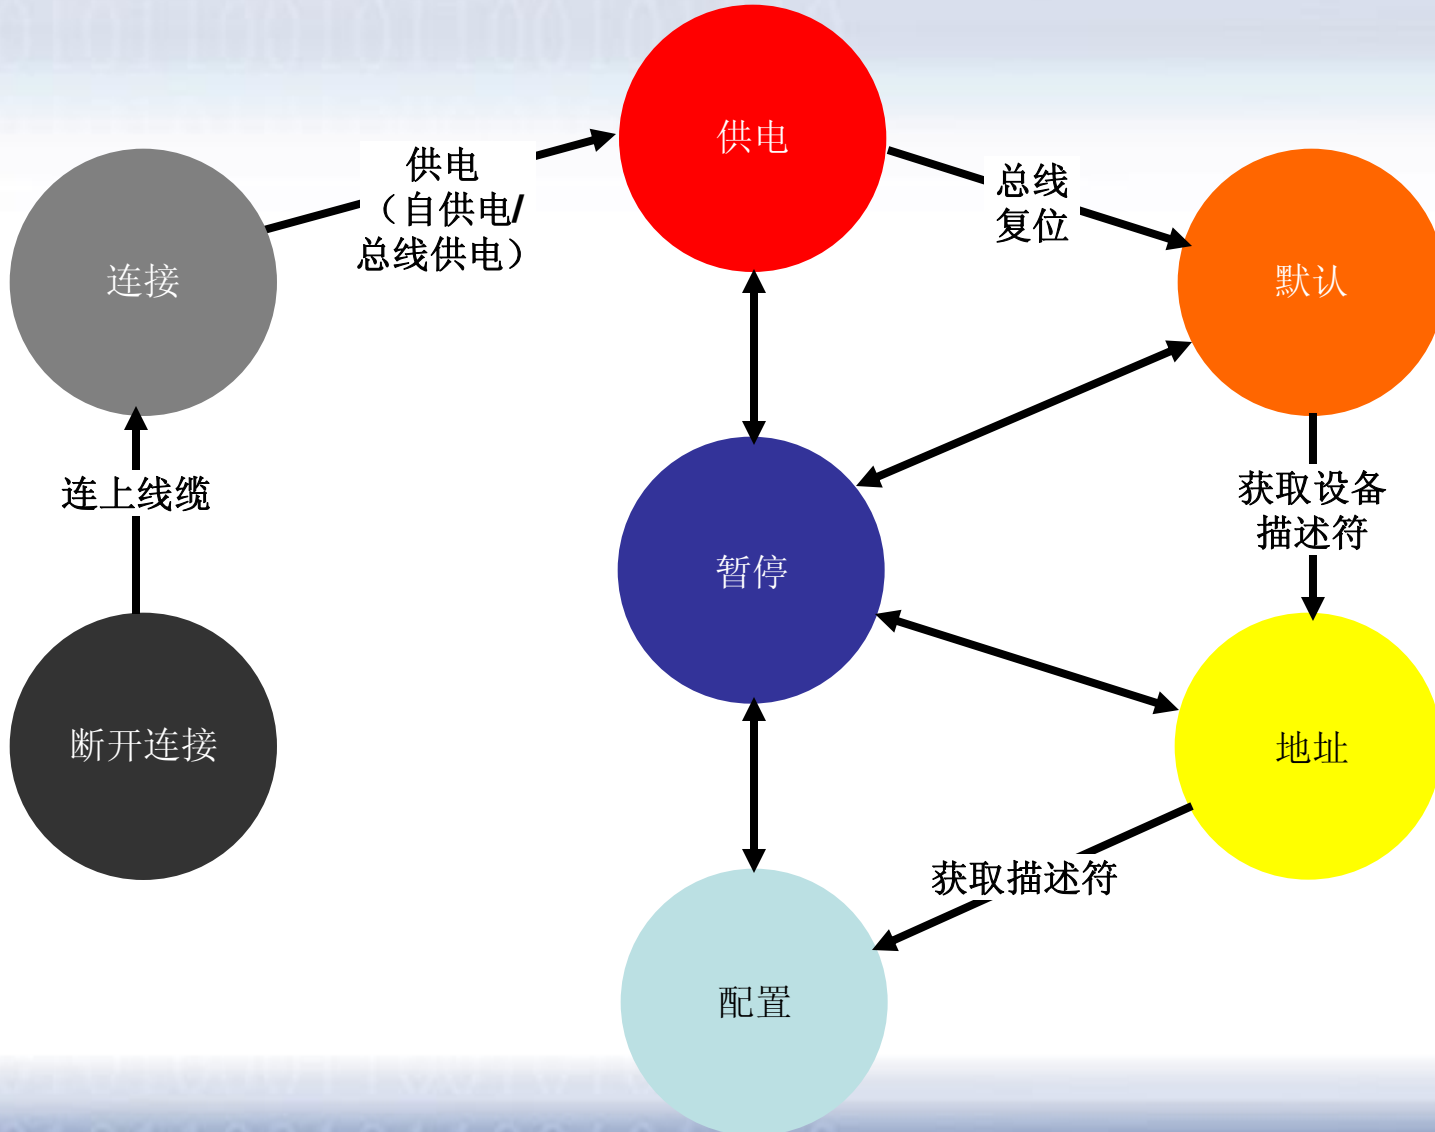 供电
供电
（自供电/
总线供电）
总线
复位
连接
默认
连上线缆
获取设备
描述符
暂停
断开连接
地址
获取描述符
配置